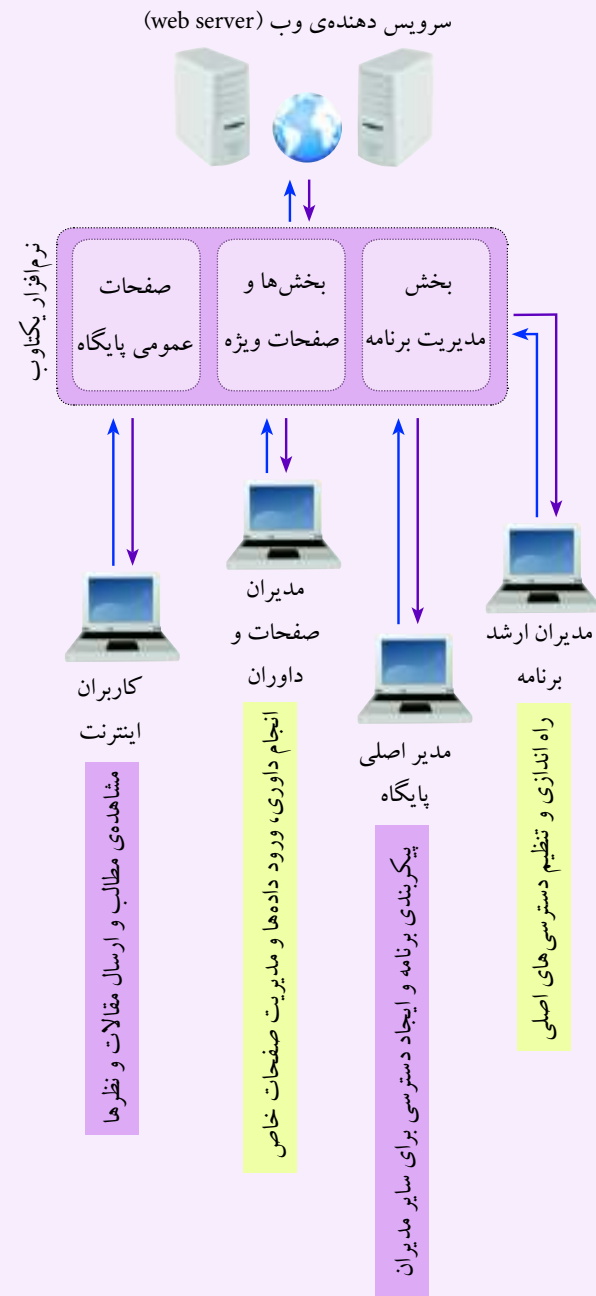 سرویس دهنده‌ی وب (web server)
نرم‌افزار یکتاوب
بخش
مدیریت برنامه
بخش‌ها و
صفحات ویژه
صفحات
عمومی پایگاه
مدیران ارشد
برنامه
راه اندازی و تنظیم دسترسی‌های اصلی
مدیر اصلی
پایگاه
پیکربندی برنامه و ایجاد دسترسی برای سایر مدیران
مدیران
صفحات و
داوران
انجام داوری، ورود داده‌ها و مدیریت صفحات خاص
کاربران
اینترنت
مشاهده‌ی مطالب و ارسال مقالات و نظرها